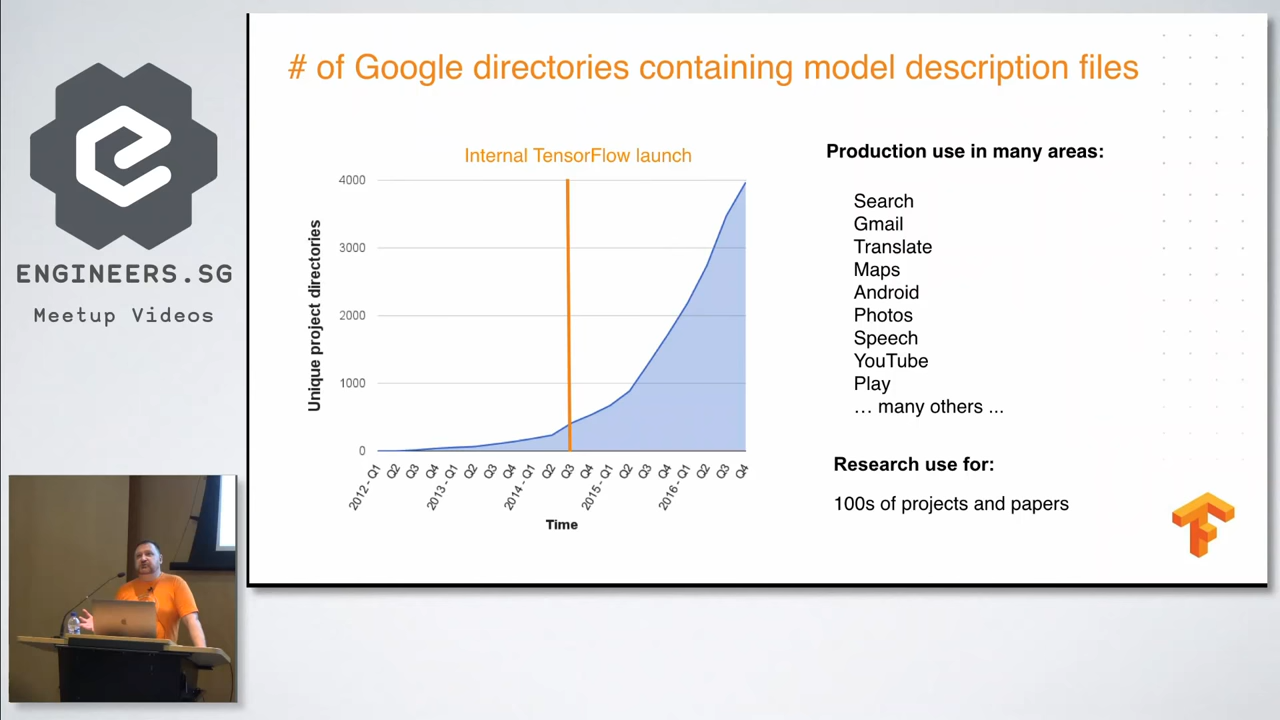 ENGINEERS.SG
Meetup Videos
# of Google directories containing model description files
Internal TensorFlow launch
Unique project directories
4000
3000
2000
1000
0
2012 - Q1
Q2
Q3
Q4
2013 - Q1
Q2
Q3
Q4
2014 - Q1
Q2
Q3
Q4
2015 - Q1
Q2
Q3
Q4
2016 - Q1
Q2
Q3
Q4
Time
Production use in many areas:
Search
Gmail
Translate
Maps
Android
Photos
Speech
YouTube
Play
… many others ...
Research use for:
100s of projects and papers